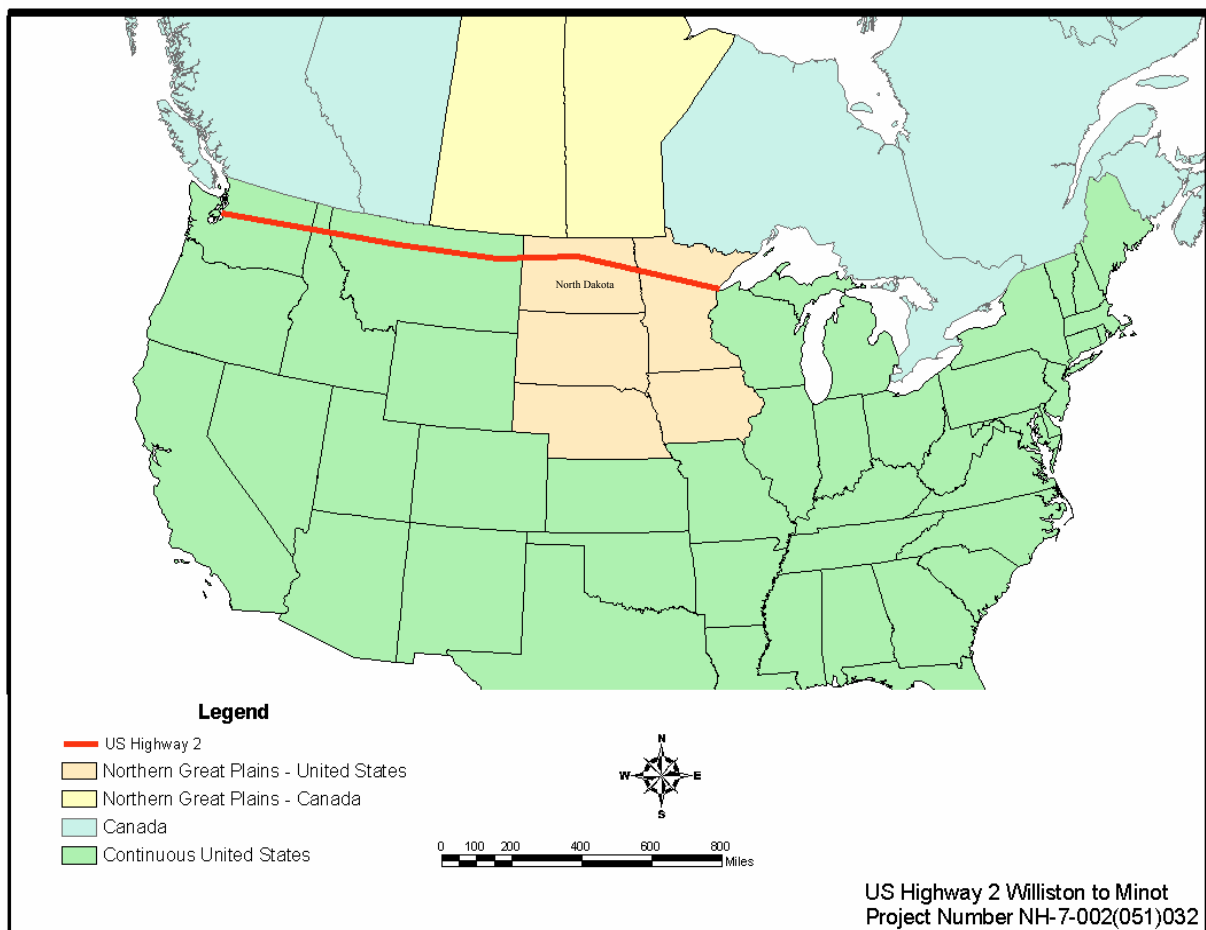 North Dakota
Legend
US Highway 2
Northern Great Plains - United States
Northern Great Plains - Canada
Canada
Continuous United States
N
W E
S
0 100 200 400 600 800
Miles
US Highway 2 Williston to Minot
Project Number NH-7-002(051)032